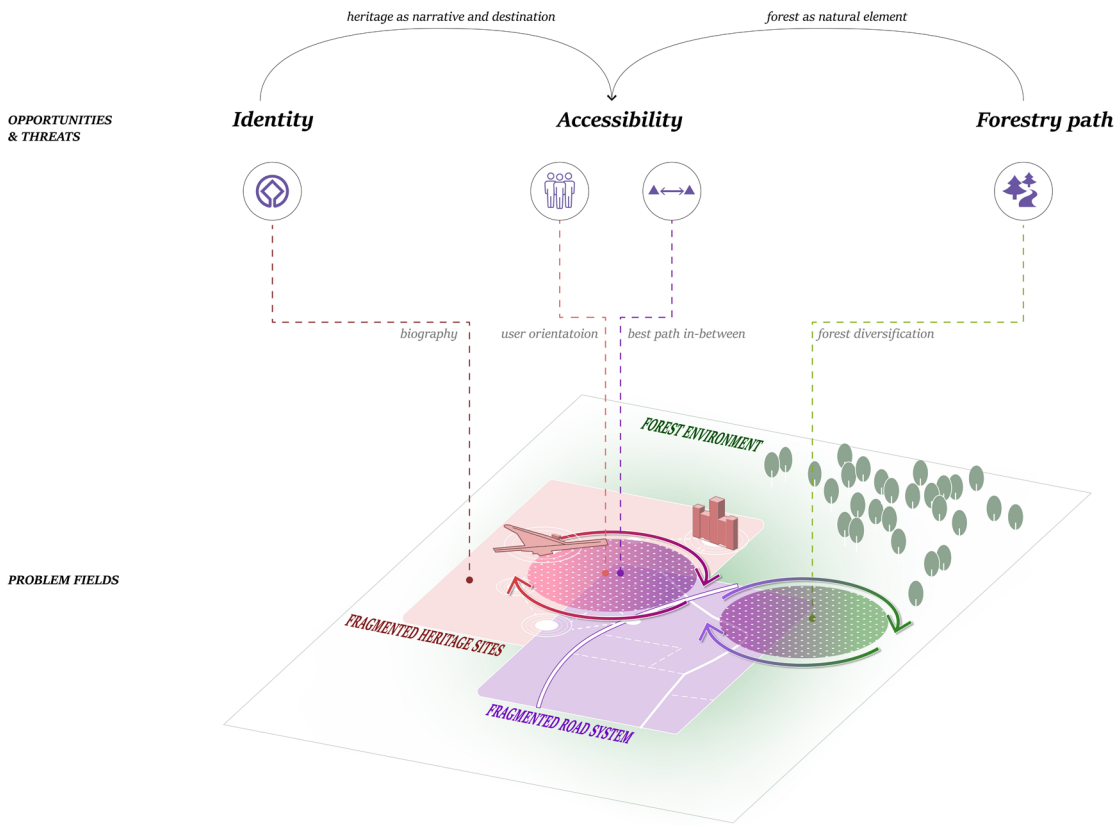 heritage as narrative and destination
forest as natural element
OPPORTUNITIES
& THREATS
Identity
Accessibility
Forestry path
biography
user orientatoion
best path in-between
forest diversification
FOREST ENVIRONMENT
PROBLEM FIELDS
FRAGMENTED HERITAGE SITES
FRAGMENTED ROAD SYSTEM